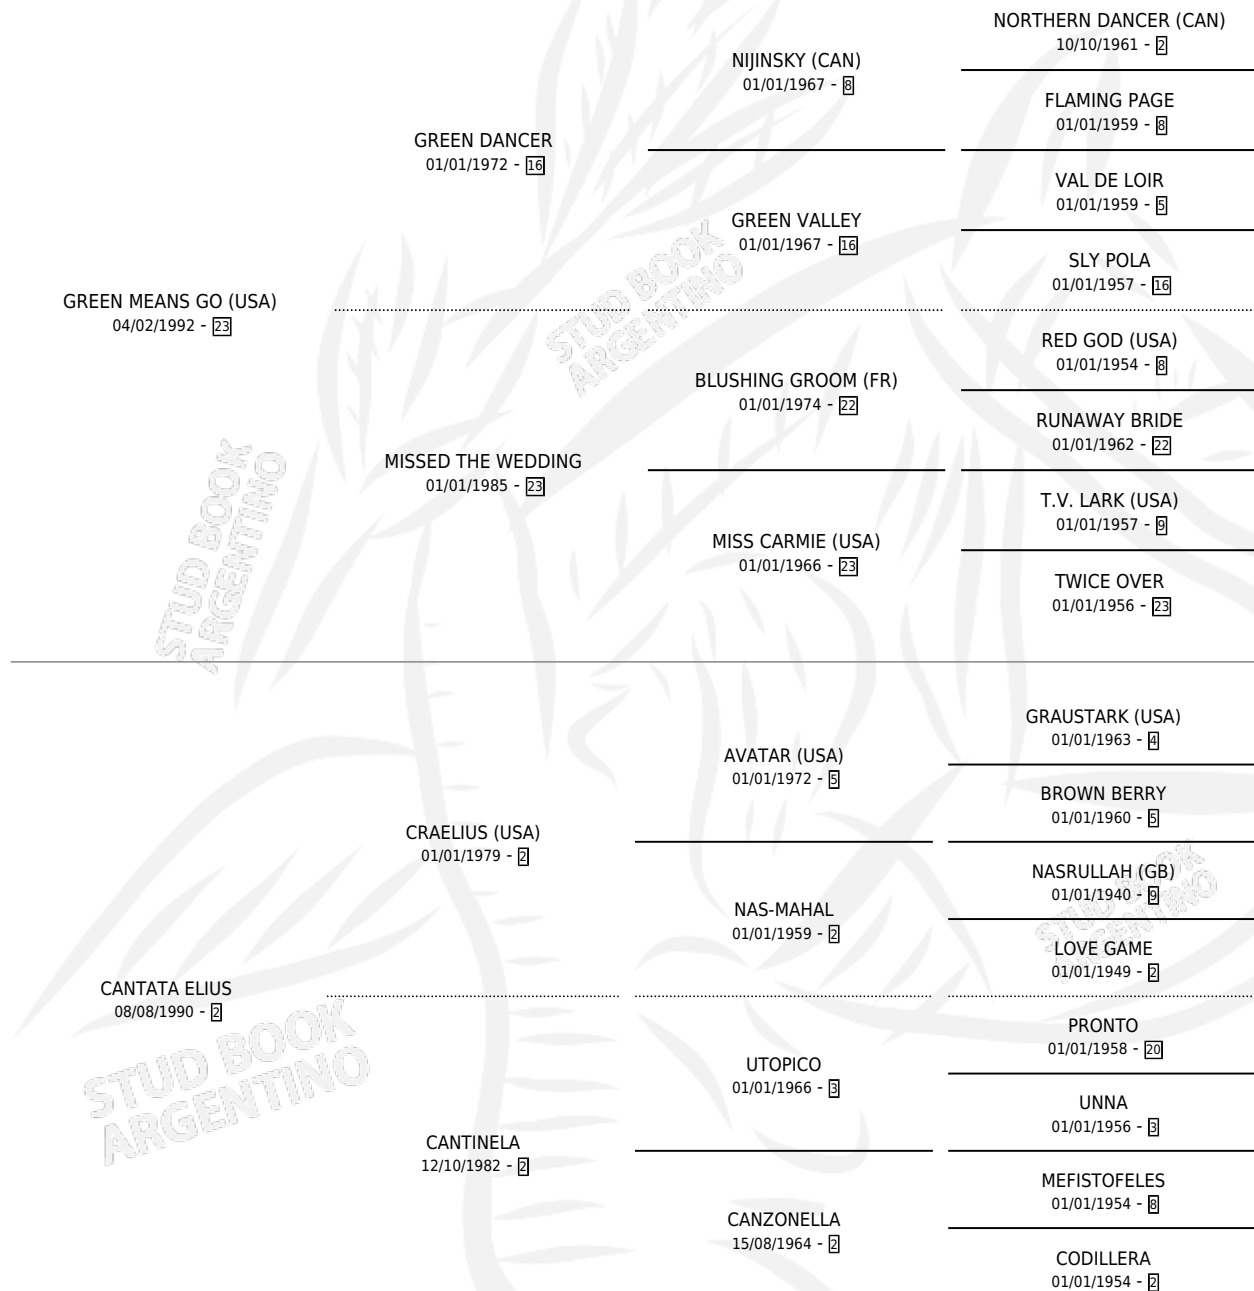 NORTHERN DANCER (CAN)
10/10/1961 - 2
NIJINSKY (CAN)
01/01/1967 - 8
FLAMING PAGE
01/01/1959 - 8
GREEN DANCER
01/01/1972 - 16
VAL DE LOIR
01/01/1959 - 5
GREEN VALLEY
01/01/1967 - 16
SLY POLA
01/01/1957 - 16
GREEN MEANS GO (USA)
04/02/1992 - 23
STUD BOOK
ARGENTINO
RED GOD (USA)
01/01/1954 - 8
BLUSHING GROOM (FR)
01/01/1974 - 22
RUNAWAY BRIDE
01/01/1962 - 22
MISSED THE WEDDING
01/01/1985 - 23
T.V. LARK (USA)
01/01/1957 - 9
MISS CARMIE (USA)
01/01/1966 - 23
TWICE OVER
01/01/1956 - 23
STUD BOOK
ARGENTINO
GRAUSTARK (USA)
01/01/1963 - 4
AVATAR (USA)
01/01/1972 - 5
BROWN BERRY
01/01/1960 - 5
CRAELIUS (USA)
01/01/1979 - 2
NASRULLAH (GB)
01/01/1940 - 9
NAS-MAHAL
01/01/1959 - 2
STUD BOOK
ARGENTINO
LOVE GAME
01/01/1949 - 2
CANTATA ELIUS
08/08/1990 - 2
STUD BOOK
ARGENTINO
PRONTO
01/01/1958 - 20
UTOPICO
01/01/1966 - 3
UNNA
01/01/1956 - 3
CANTINELA
12/10/1982 - 2
MEFISTOFELES
01/01/1954 - 8
CANZONELLA
15/08/1964 - 2
CODILLERA
01/01/1954 - 2